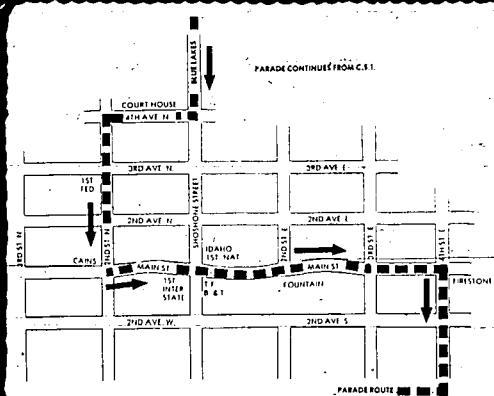 BLUE LAKES
PARADE CONTINUES FROM C.S.I.
COURT HOUSE
4TH AVE. N.
3RD AVE. N.
3RD AVE. E.
1ST
FED
SHOSHONE STREET
2ND AVE. N.
2ND AVE. E.
3RD ST. N.
2ND ST. N.
IDAHO
1ST NAT
2ND ST. E.
3RD ST. E.
4TH ST. E.
CAINS
MAIN ST.
MAIN ST.
1ST
INTER
STATE
T F
B & T
FOUNTAIN
FIRESTONE
2ND AVE. W.
2ND AVE. S.
PARADE ROUTE